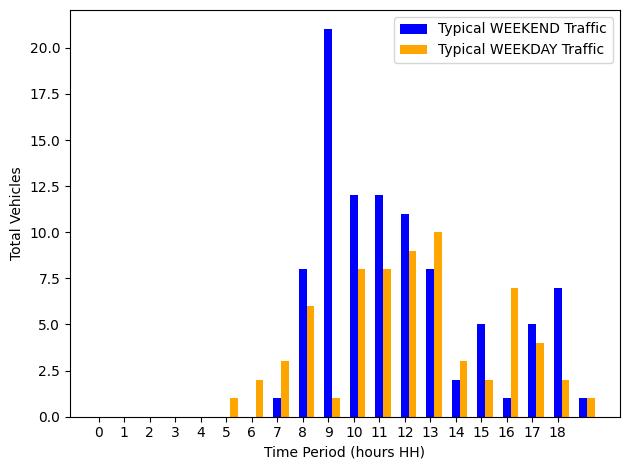 Typical WEEKEND Traffic
Typical WEEKDAY Traffic
20.0
17.5
15.0
12.5
10.0
7.5
5.0
2.5
0.0
Total Vehicles
0 1 2 3 4 5 6 7 8 9 10 11 12 13 14 15 16 17 18
Time Period (hours HH)